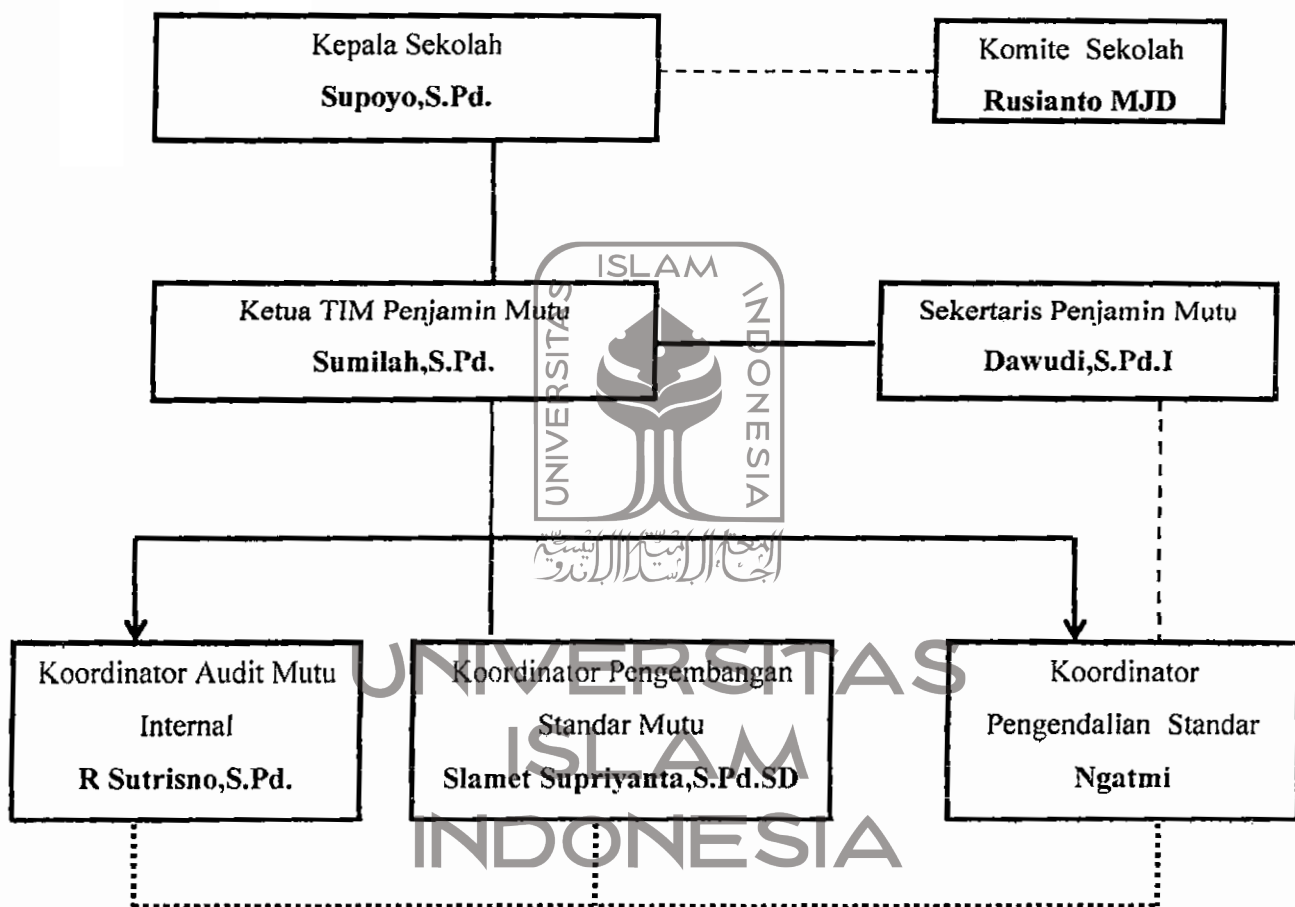 Kepala Sekolah
Supoyo,S.Pd.
Komite Sekolah
Rusianto MJD
Ketua TIM Penjamin Mutu
Sumilah,S.Pd.
Sekertaris Penjamin Mutu
Dawudi,S.Pd.I
ISLAM
UNIVERSITAS
INDONESIA
Koordinator Audit Mutu
Internal
R Sutrisno,S.Pd.
Koordinator Pengembangan
Standar Mutu
Slamet Supriyanta,S.Pd.SD
Koordinator
Pengendalian Standar
Ngatmi
UNIVERSITAS
ISLAM
INDONESIA